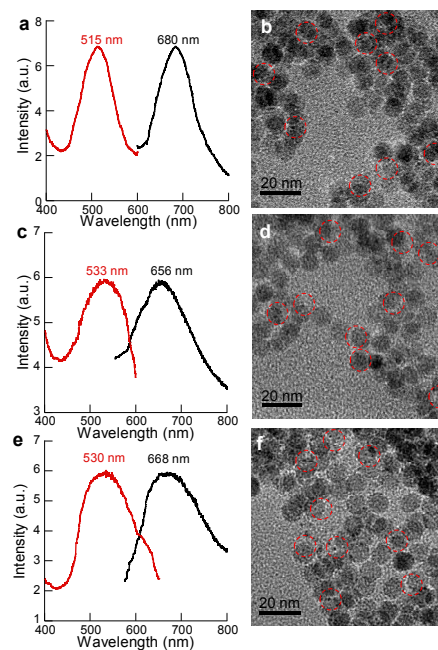 a
515 nm
680 nm
Intensity (a.u.)
8
6
4
2
0
400
500
600
700
800
Wavelength (nm)
b
20 nm
c
533 nm
656 nm
Intensity (a.u.)
7
6
5
4
3
400
500
600
700
800
Wavelength (nm)
d
20 nm
e
530 nm
668 nm
Intensity (a.u.)
7
6
5
4
3
2
1
400
500
600
700
800
Wavelength (nm)
f
20 nm